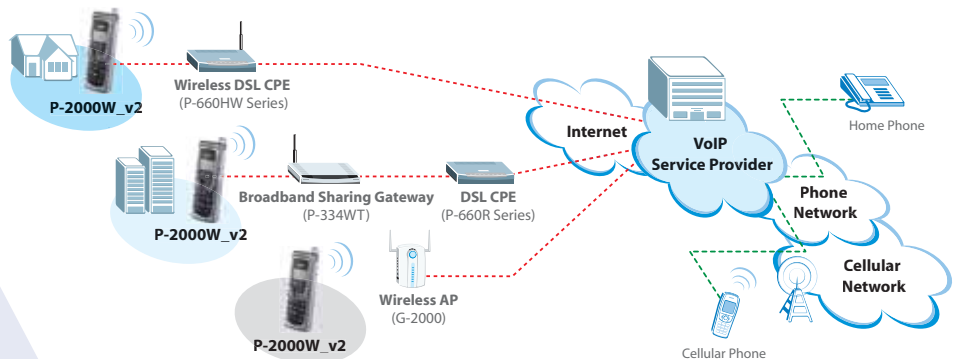 P-2000W_v2
Wireless DSL CPE
(P-660HW Series)
Internet
VoIP
Service Provider
Home Phone
P-2000W_v2
Broadband Sharing Gateway
(P-334WT)
DSL CPE
(P-660R Series)
Phone
Network
P-2000W_v2
Wireless AP
(G-2000)
Cellular
Network
Cellular Phone